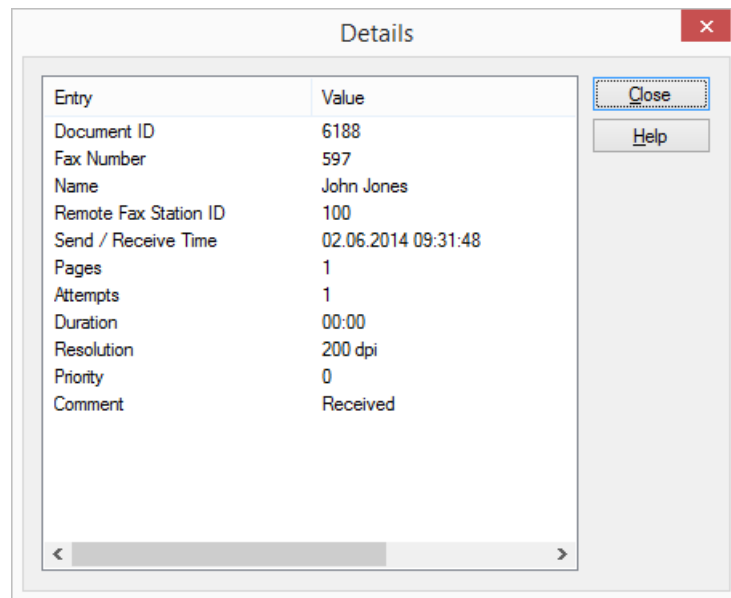 Details
Entry Value
Close
Document ID 6188
Help
Fax Number 597
Name John Jones
Remote Fax Station ID 100
Send / Receive Time 02.06.2014 09:31:48
Pages 1
Attempts 1
Duration 00:00
Resolution 200 dpi
Priority 0
Comment Received